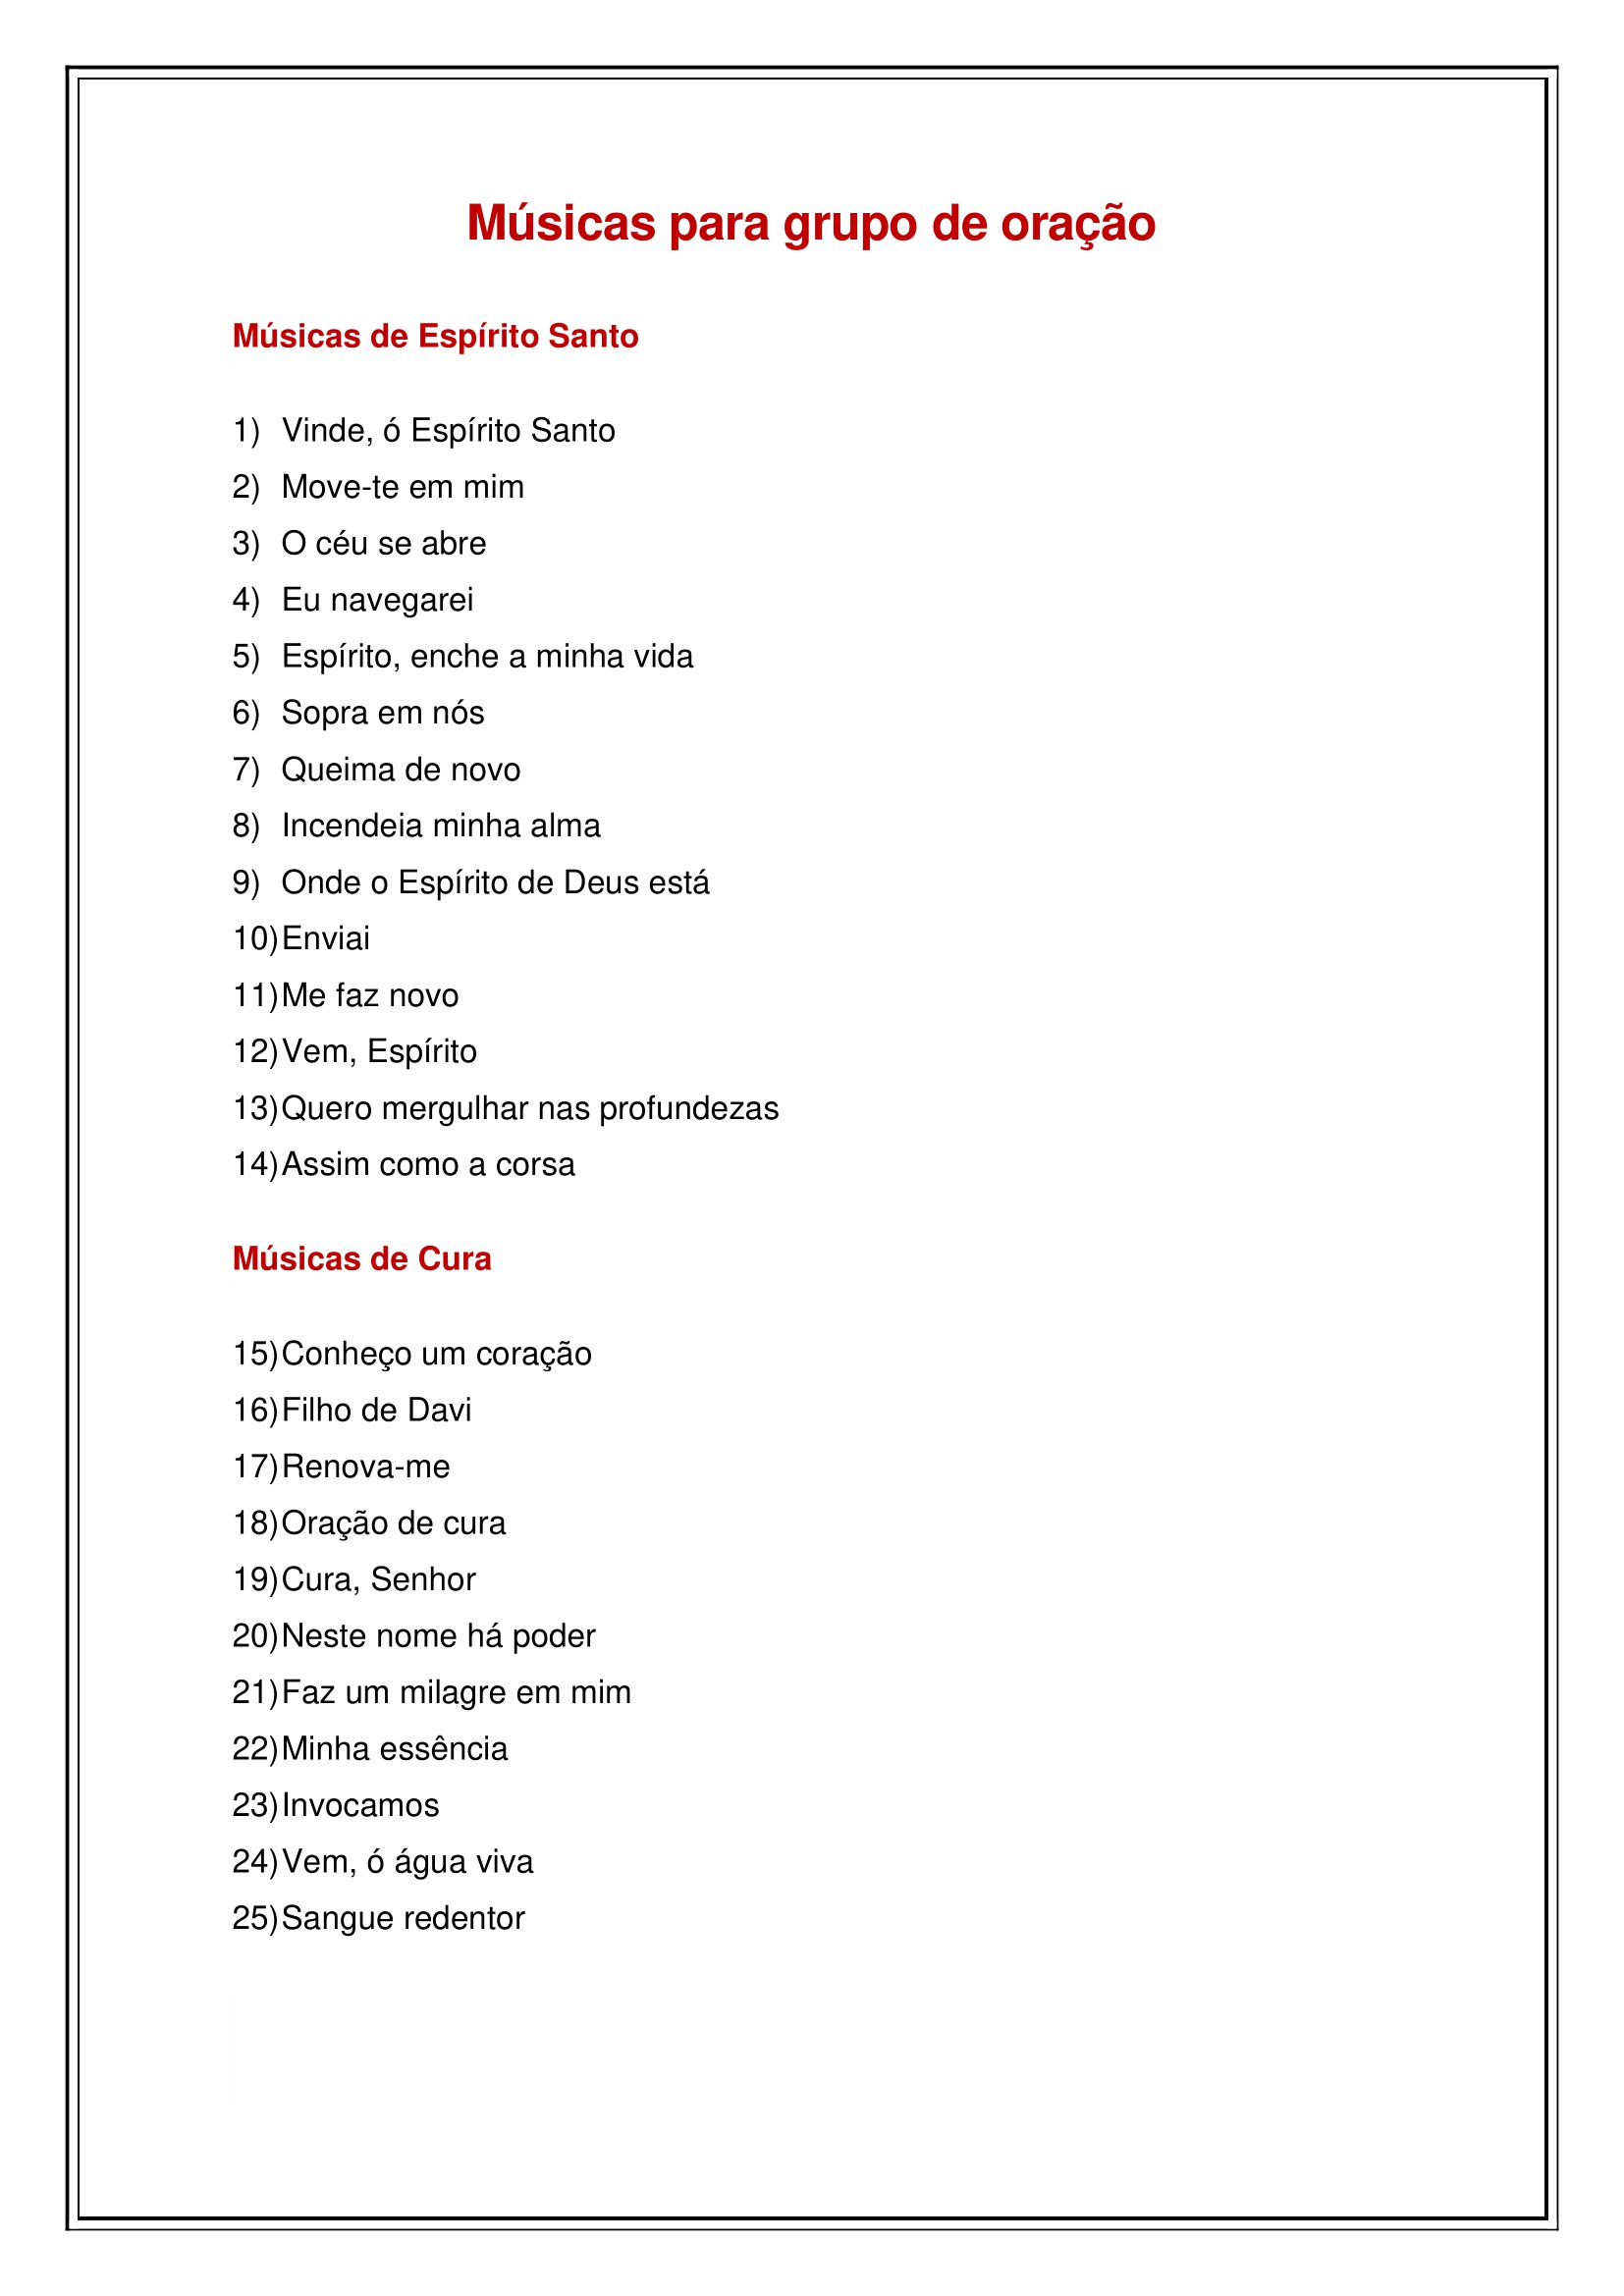 Músicas para grupo de oração
Músicas de Espírito Santo
1) Vinde, ó Espírito Santo
2) Move-te em mim
3) O céu se abre
4) Eu navegarei
5) Espírito, enche a minha vida
6) Sopra em nós
7) Queima de novo
8) Incendeia minha alma
9) Onde o Espírito de Deus está
10) Enviai
11) Me faz novo
12) Vem, Espírito
13) Quero mergulhar nas profundezas
14) Assim como a corsa
Músicas de Cura
15) Conheço um coração
16) Filho de Davi
17) Renova-me
18) Oração de cura
19) Cura, Senhor
20) Neste nome há poder
21) Faz um milagre em mim
22) Minha essência
23) Invocamos
24) Vem, ó água viva
25) Sangue redentor